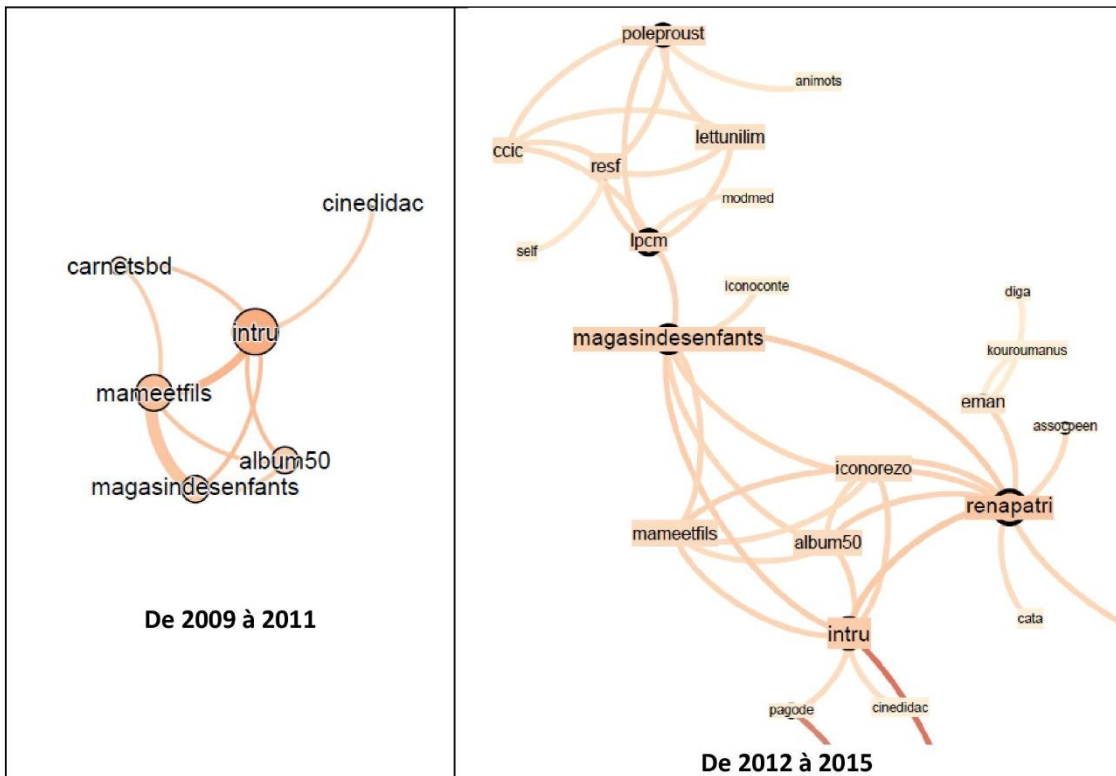 cinedidac
carnetsbd
intru
mameetfils
album50
magasindesenfants
De 2009 à 2011
poleproust
animots
lettunilim
ccic
resf
modmed
lpcm
self
iconoconte
diga
magasindesenfants
kouroumanus
eman
assocpeen
iconorezo
renapatri
mameetfils
album50
cata
intru
pagode
cinedidac
De 2012 à 2015